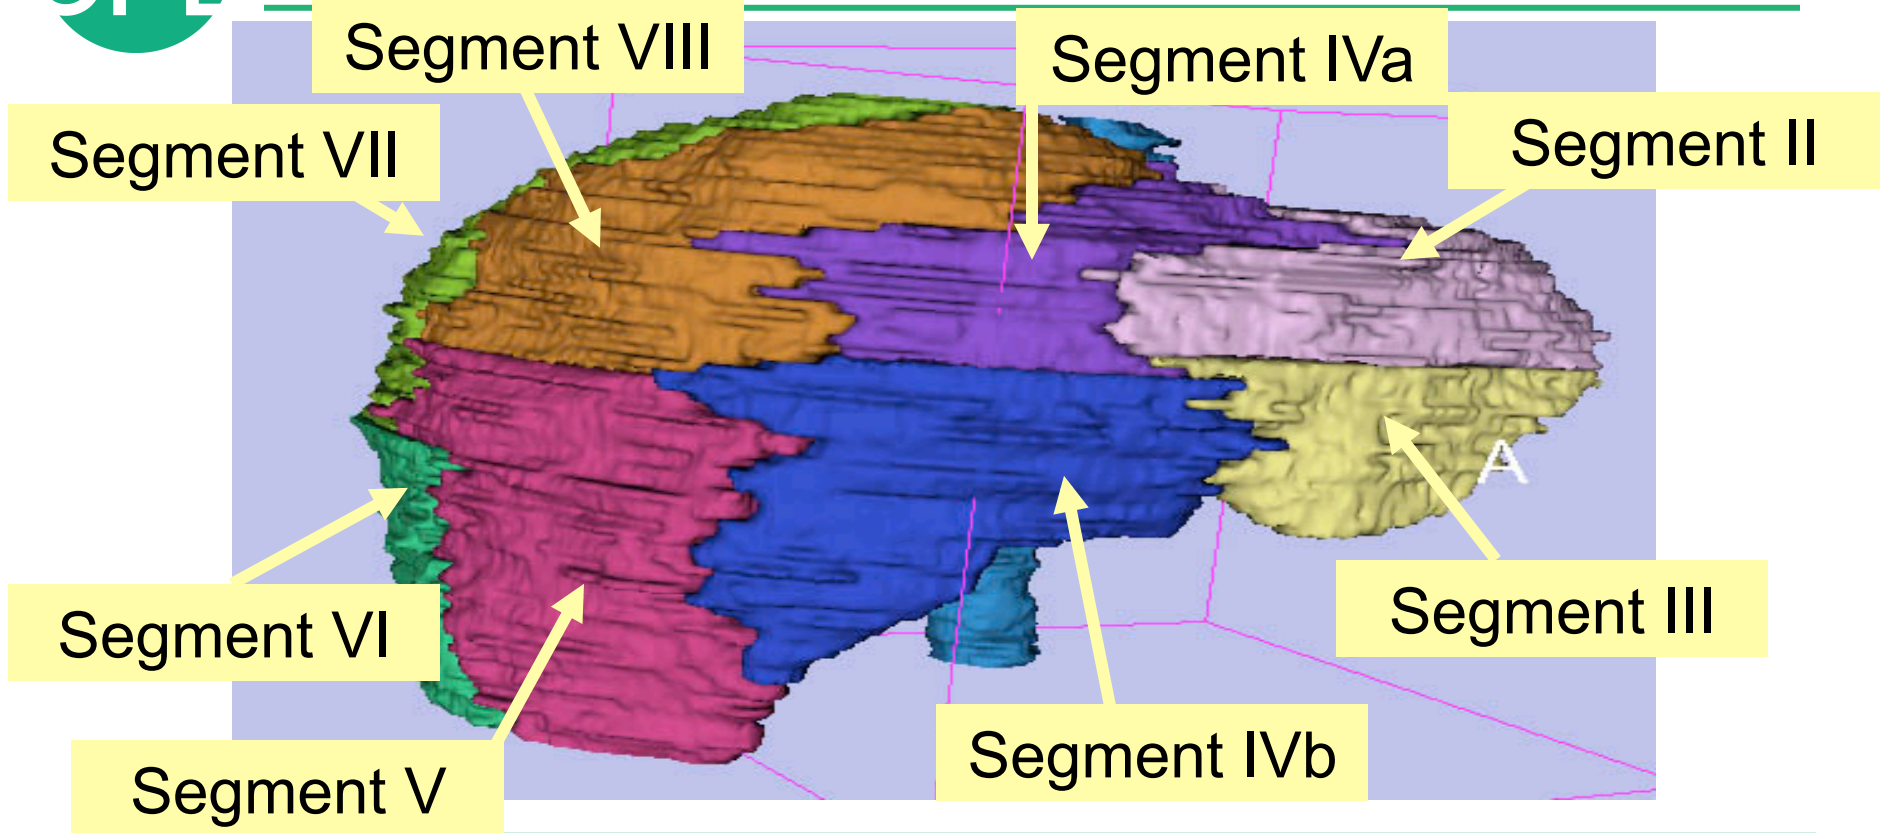 Segment VIII
Segment IVa
Segment VII
Segment II
A
Segment VI
Segment III
Segment V
Segment IVb